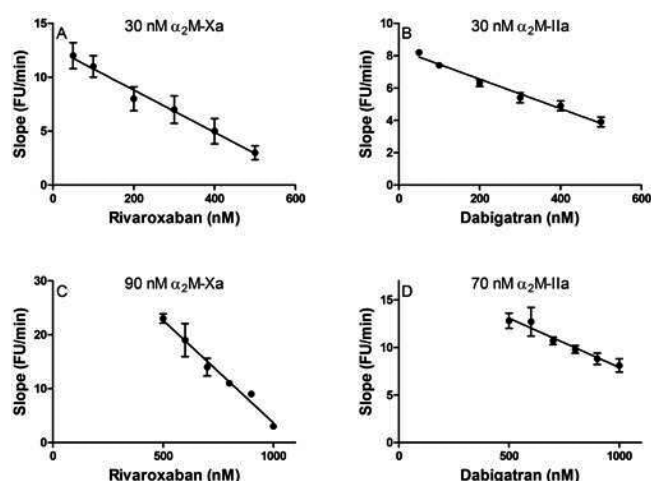 A
30 nM α₂M-Xa
Slope (FU/min)
15
10
5
0
0
200
400
600
Rivaroxaban (nM)
B
30 nM α₂M-IIa
Slope (FU/min)
10
8
6
4
2
0
0
200
400
600
Dabigatran (nM)
C
90 nM α₂M-Xa
Slope (FU/min)
30
20
10
0
0
500
1000
Rivaroxaban (nM)
D
70 nM α₂M-IIa
Slope (FU/min)
15
10
5
0
0
500
1000
Dabigatran (nM)